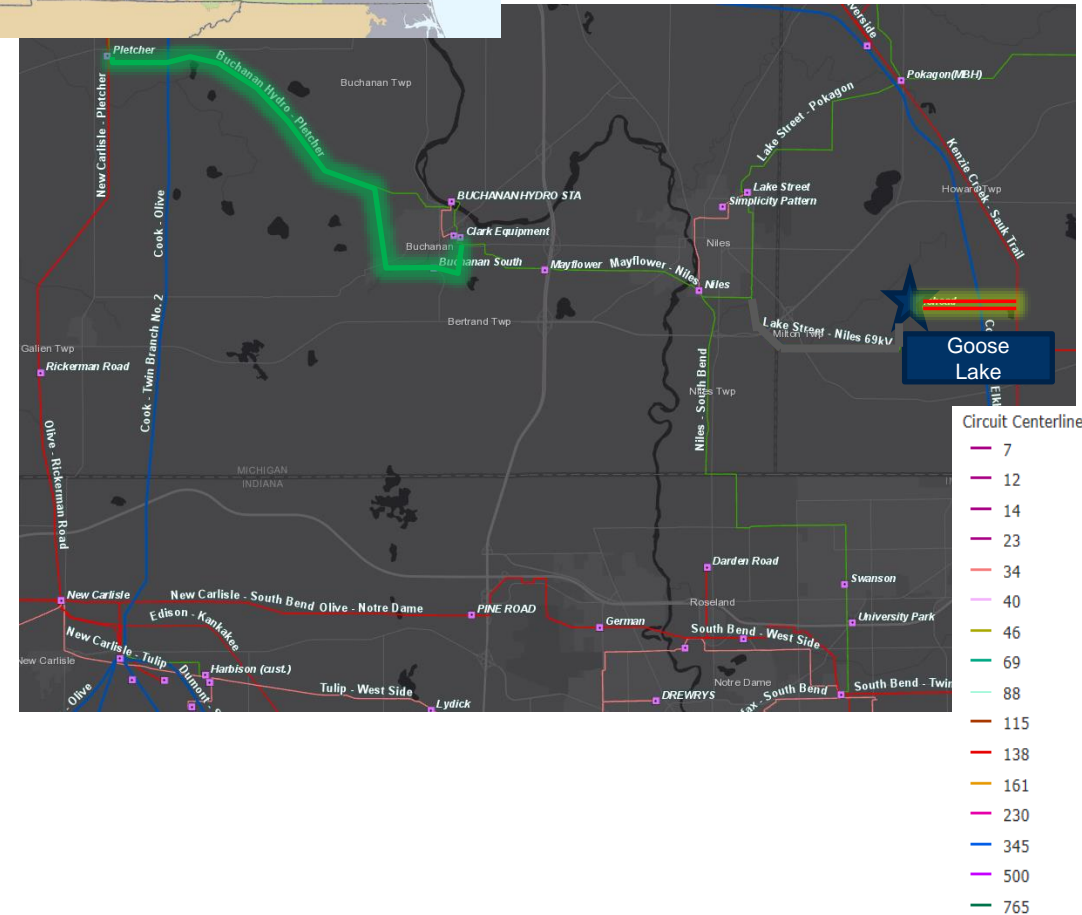 Pletcher
Buchanan Hydro - Pletcher
Buchanan Twp
New Carlisle - Pletcher
Cook - Olive
Pokagon(MBH)
Lake Street - Pokagon
Kenzie Creek - Sauk Trail
Howard Twp
BUCHANAN HYDRO STA
Lake Street
Simplicity Pattern
Clark Equipment
Buchanan
Niles
Buchanan South
Mayflower
Mayflower - Niles
Niles
Cook - Twin Branch No. 2
Bertrand Twp
Lake Street - Niles 69kV
Milton Twp
Goose
Lake
Galien Twp
Rickerman Road
Niles Twp
Niles - South Bend
Olive - Rickerman Road
MICHIGAN
INDIANA
Darden Road
Swanson
New Carlisle
New Carlisle - South Bend
Olive - Notre Dame
PINE ROAD
Roseland
University Park
Edison - Kankakee
German
South Bend - West Side
New Carlisle - Tulip
New Carlisle
Harbison (cust.)
Notre Dame
Tulip - West Side
DREWRYS
South Bend
Lydick
Circuit Centerline
7
12
14
23
34
40
46
69
88
115
138
161
230
345
500
765